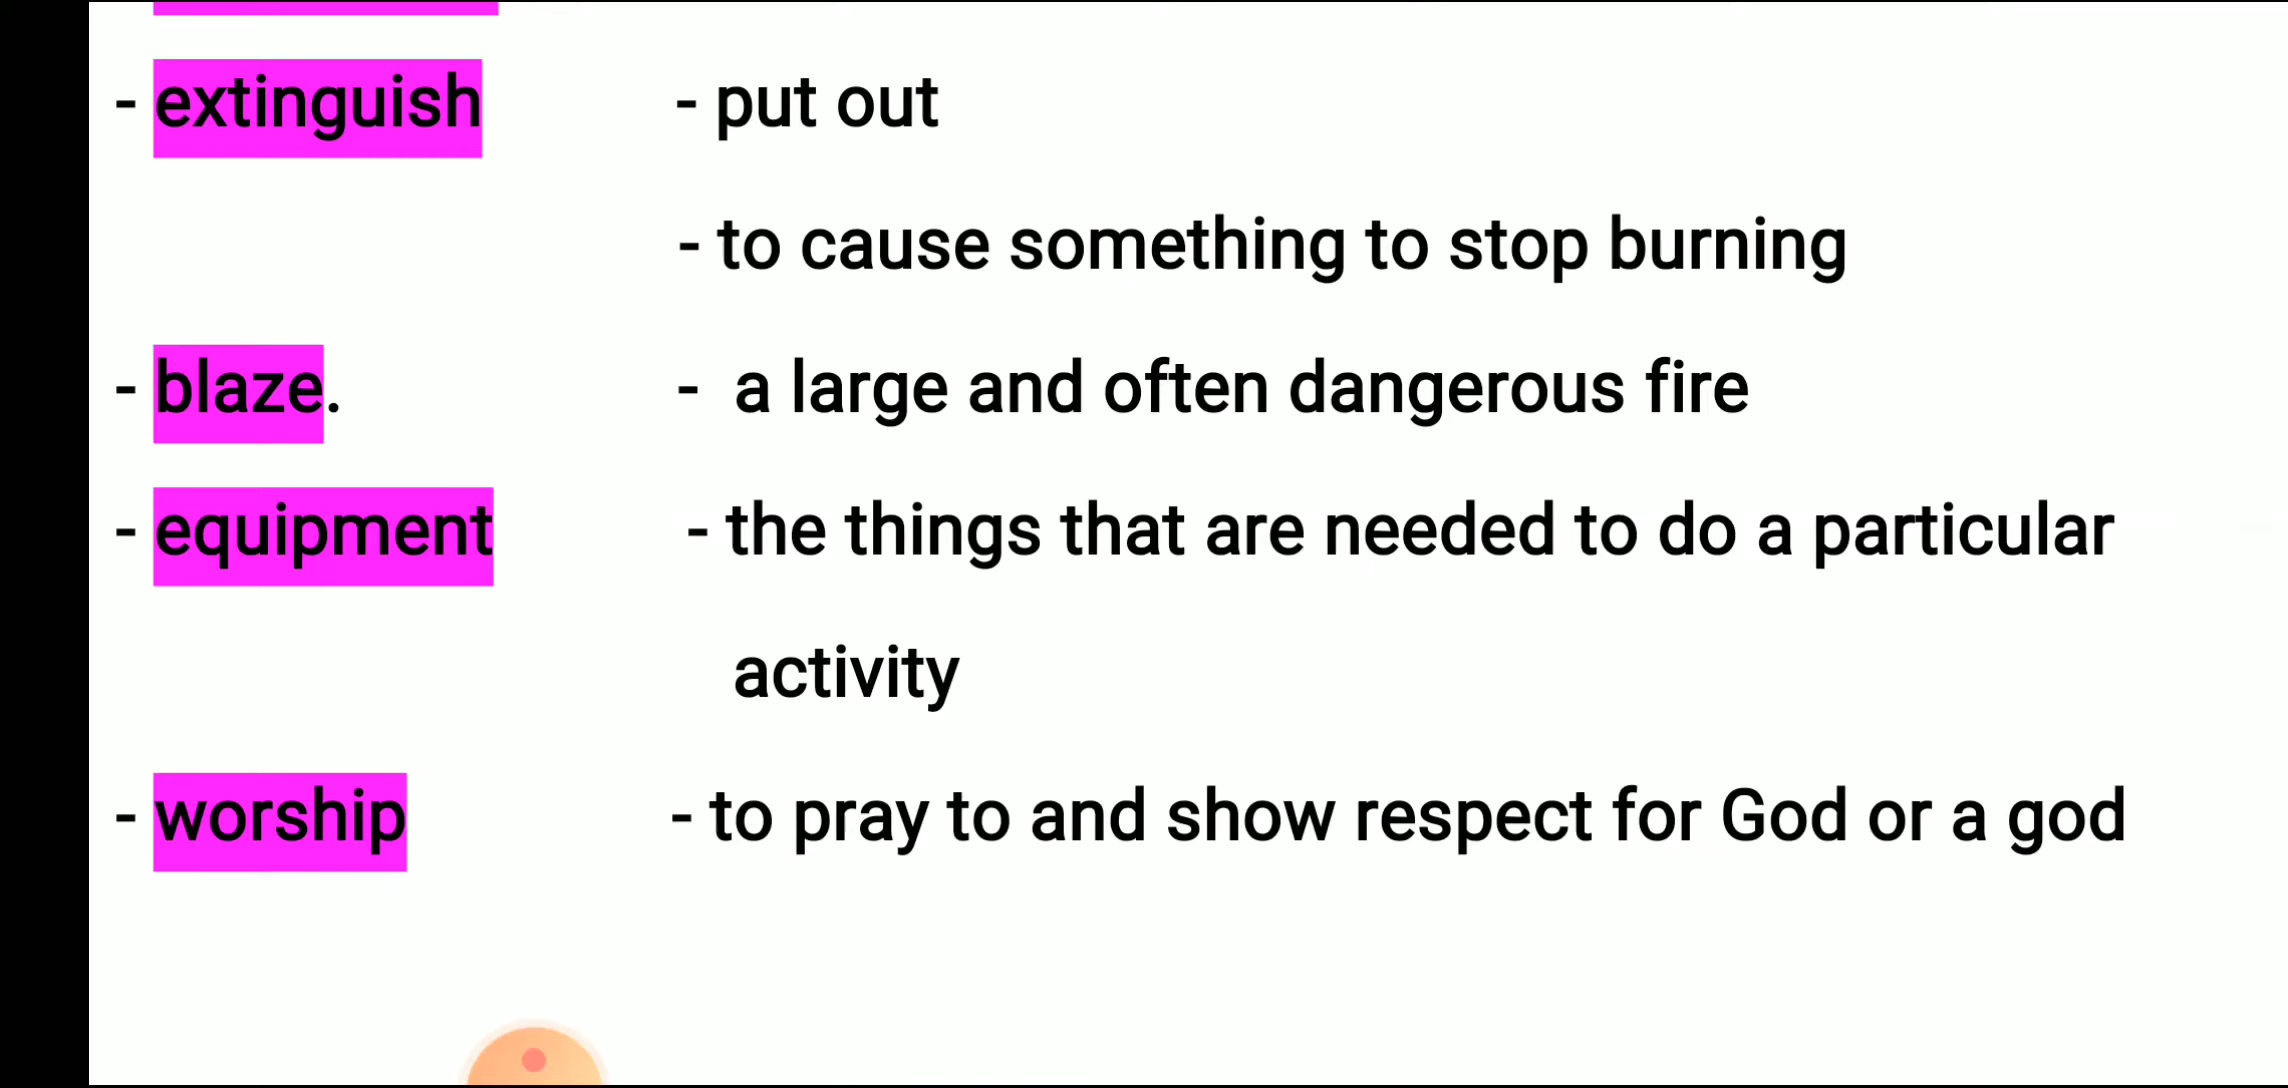 - extinguish - put out
- to cause something to stop burning
- blaze. - a large and often dangerous fire
- equipment - the things that are needed to do a particular
activity
- worship - to pray to and show respect for God or a god